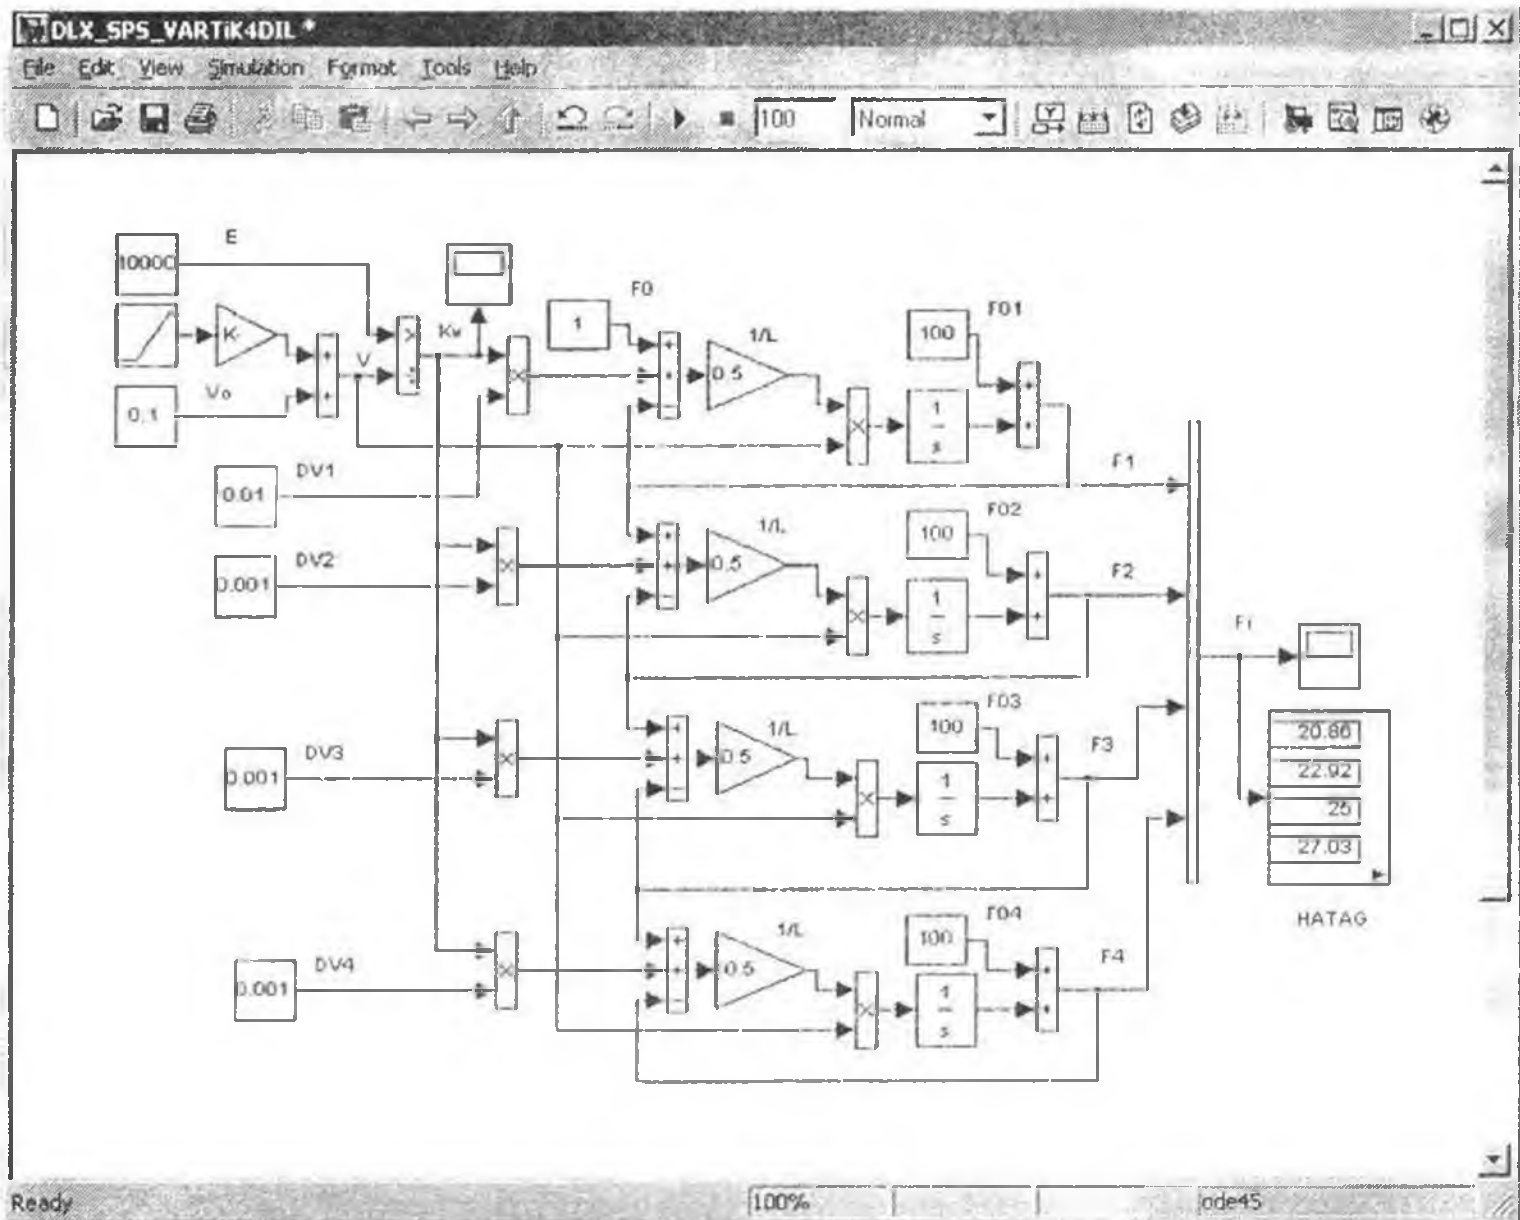 DLX_SPS_VARTiK4DIL *
File Edit View Simulation Format Tools Help
100 Normal
E
10000
F0
F01
1
1/L
100
K-
Kw
V
Vo
0.1
0.5
1
s
DV1
0.01
F1
F02
1/L
100
DV2
0.001
0.5
F2
1
s
Fi
F03
1/L
100
DV3
0.001
0.5
F3
1
s
20.86
22.92
25
27.03
HATAG
F04
1/L
100
DV4
0.001
0.5
F4
1
s
Ready 100% ode45